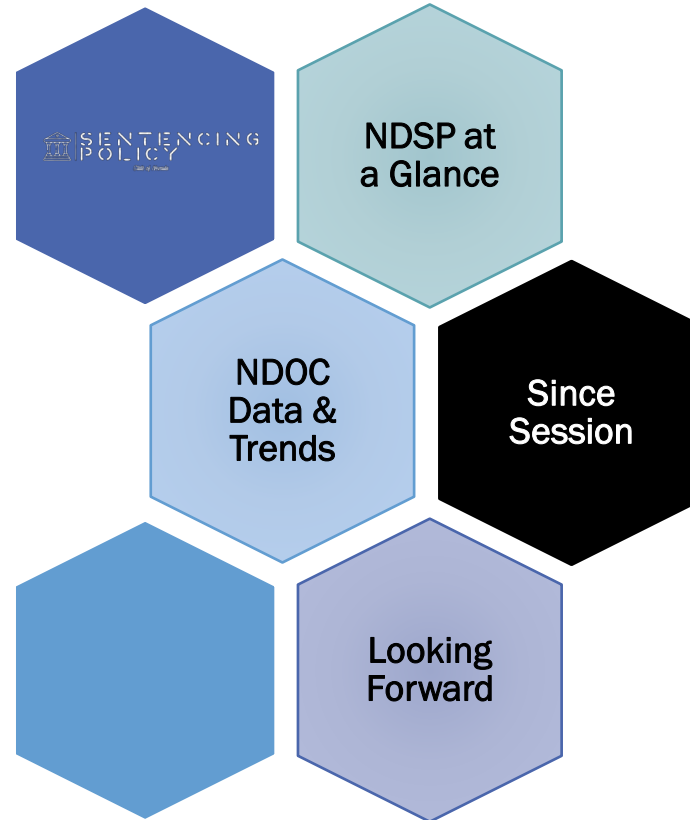 SENTENCING
POLICY
NDSP at
a Glance
NDOC
Data &
Trends
Since
Session
Looking
Forward